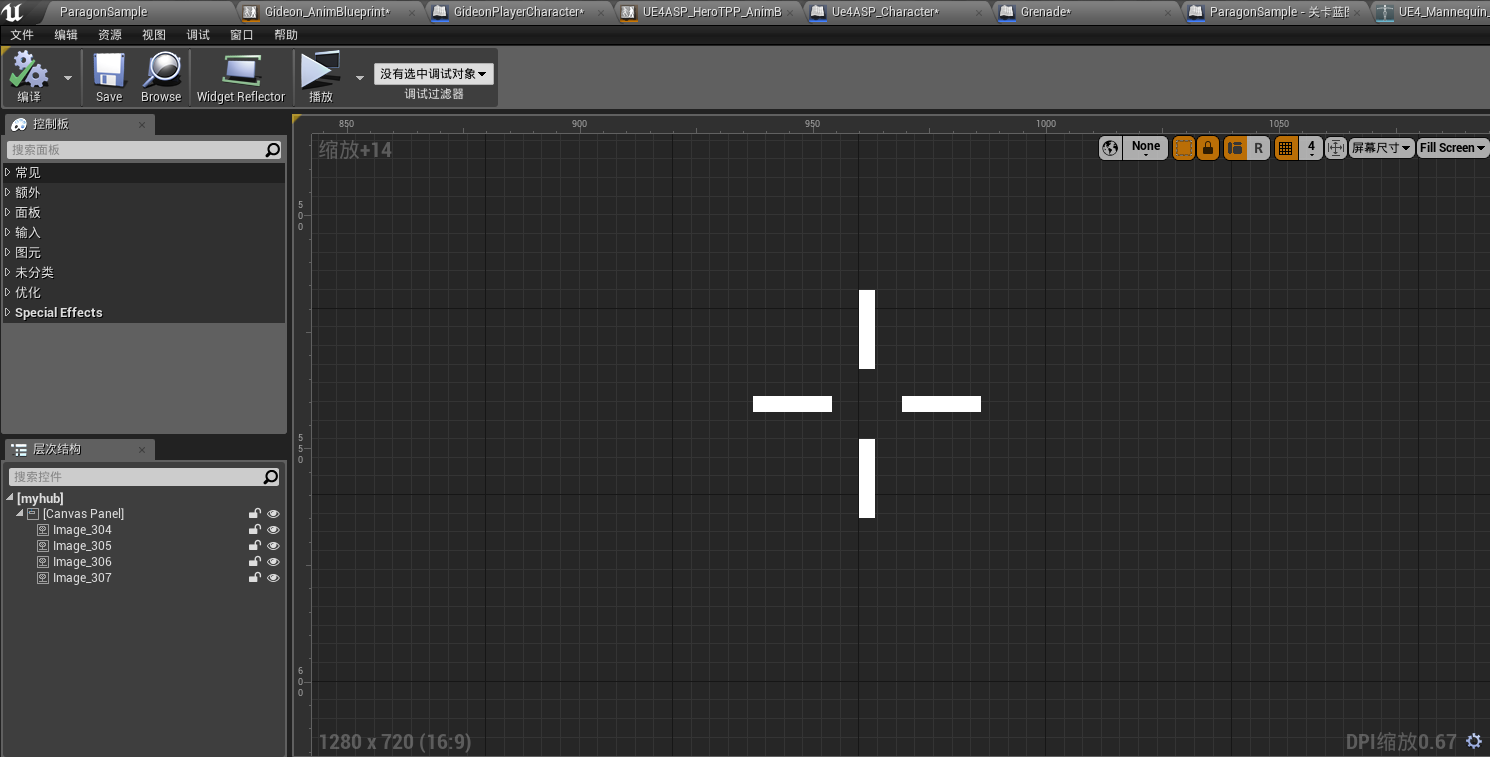 ParagonSample
Gideon_AnimBlueprint*
GideonPlayerCharacter*
UE4ASP_HeroTPP_AnimB
Ue4ASP_Character*
Grenade*
ParagonSample - 关卡蓝图
UE4_Mannequin_
文件 编辑 资源 视图 调试 窗口 帮助
编译
Save
Browse
Widget Reflector
播放
没有选中调试对象
调试过滤器
控制板
搜索面板
常见
额外
面板
输入
图元
未分类
优化
Special Effects
层次结构
搜索控件
[myhub]
[Canvas Panel]
Image_304
Image_305
Image_306
Image_307
850 900 950 1000 1050
缩放+14
None
R
4
屏幕尺寸
Fill Screen
500
550
600
1280 x 720 (16:9)
DPI缩放0.67